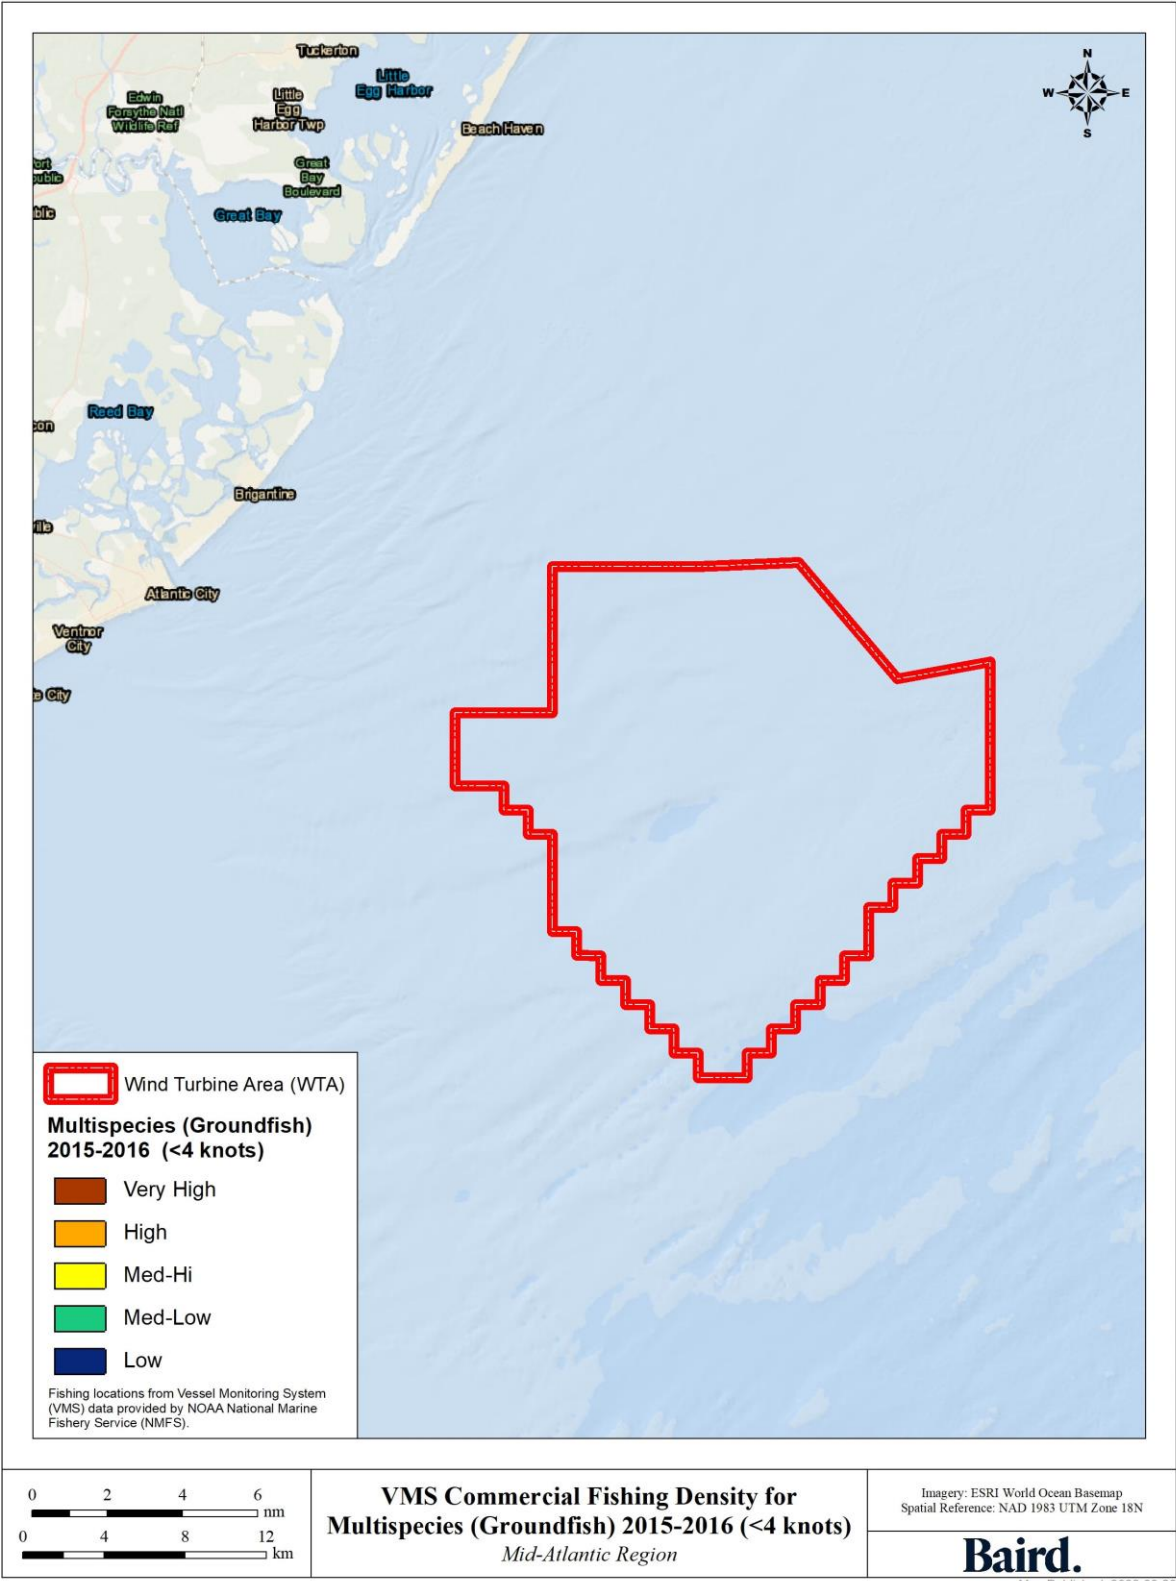 Tuckerton
Little
Egg Harbor
Edwin
Forsythe Natl
Wildlife Ref
Little
Egg
Harbor Twp
Beach Haven
Great
Bay
Boulevard
Great Bay
Reed Bay
Brigantine
Atlantic City
Ventnor
City
N
W
E
S
Wind Turbine Area (WTA)
Multispecies (Groundfish)
2015-2016 (<4 knots)
Very High
High
Med-Hi
Med-Low
Low
Fishing locations from Vessel Monitoring System
(VMS) data provided by NOAA National Marine
Fishery Service (NMFS).
0 2 4 6
nm
0 4 8 12
km
VMS Commercial Fishing Density for
Multispecies (Groundfish) 2015-2016 (<4 knots)
Mid-Atlantic Region
Imagery: ESRI World Ocean Basemap
Spatial Reference: NAD 1983 UTM Zone 18N
Baird.